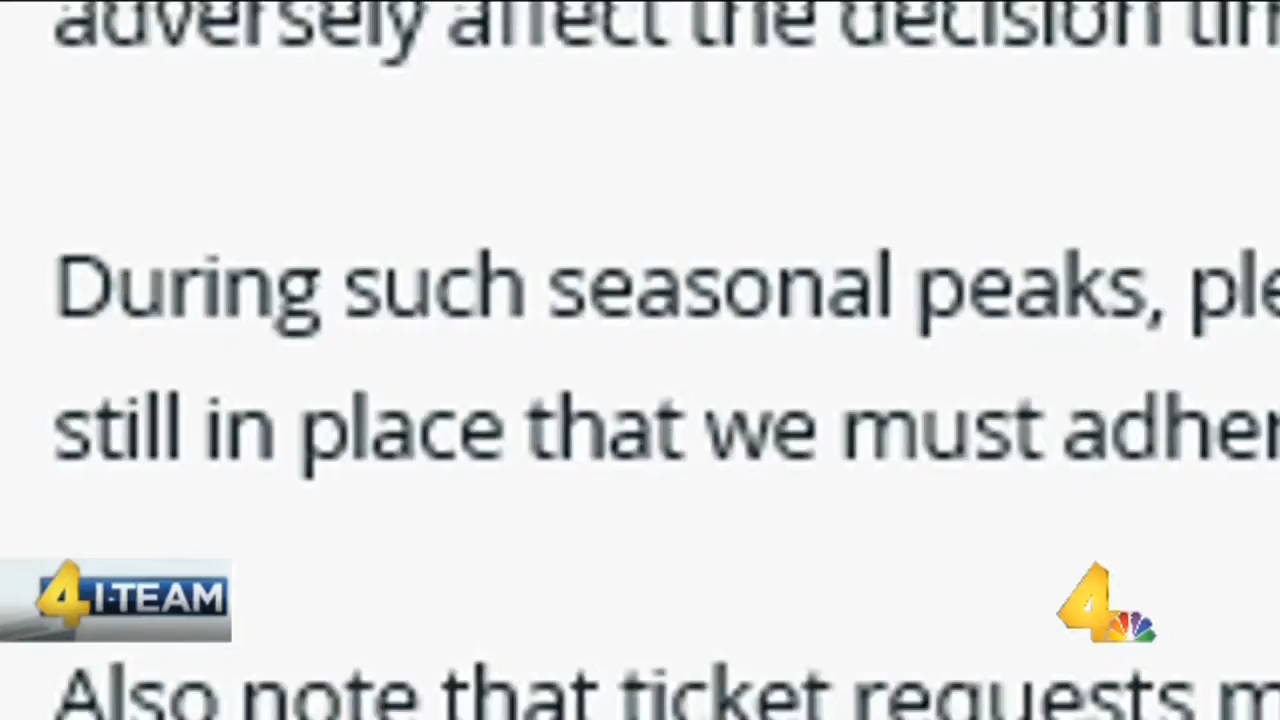 adversely affect the decision
During such seasonal peaks,
still in place that we must
4 I-TEAM
4
Also note that ticket requests